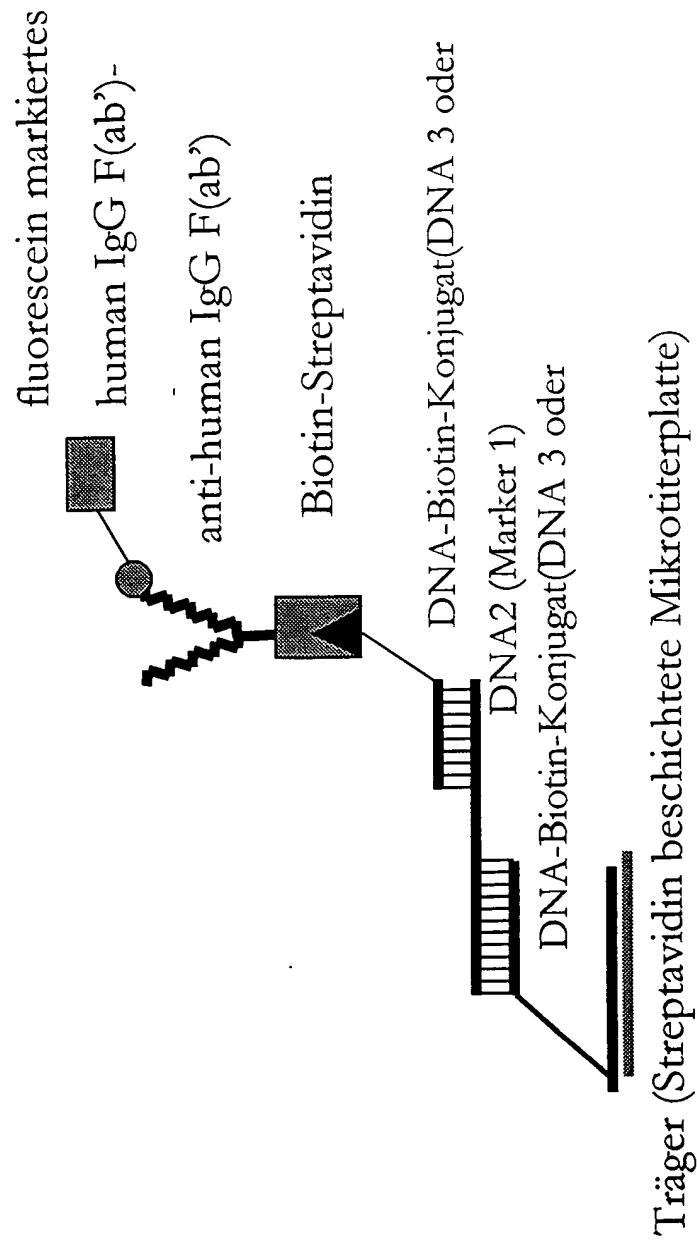 fluorescein markiertes
human IgG F(ab')-
anti-human IgG F(ab')
Biotin-Streptavidin
DNA-Biotin-Konjugat(DNA 3 oder
DNA2 (Marker 1)
DNA-Biotin-Konjugat(DNA 3 oder
Träger (Streptavidin beschichtete Mikrotiterplatte)